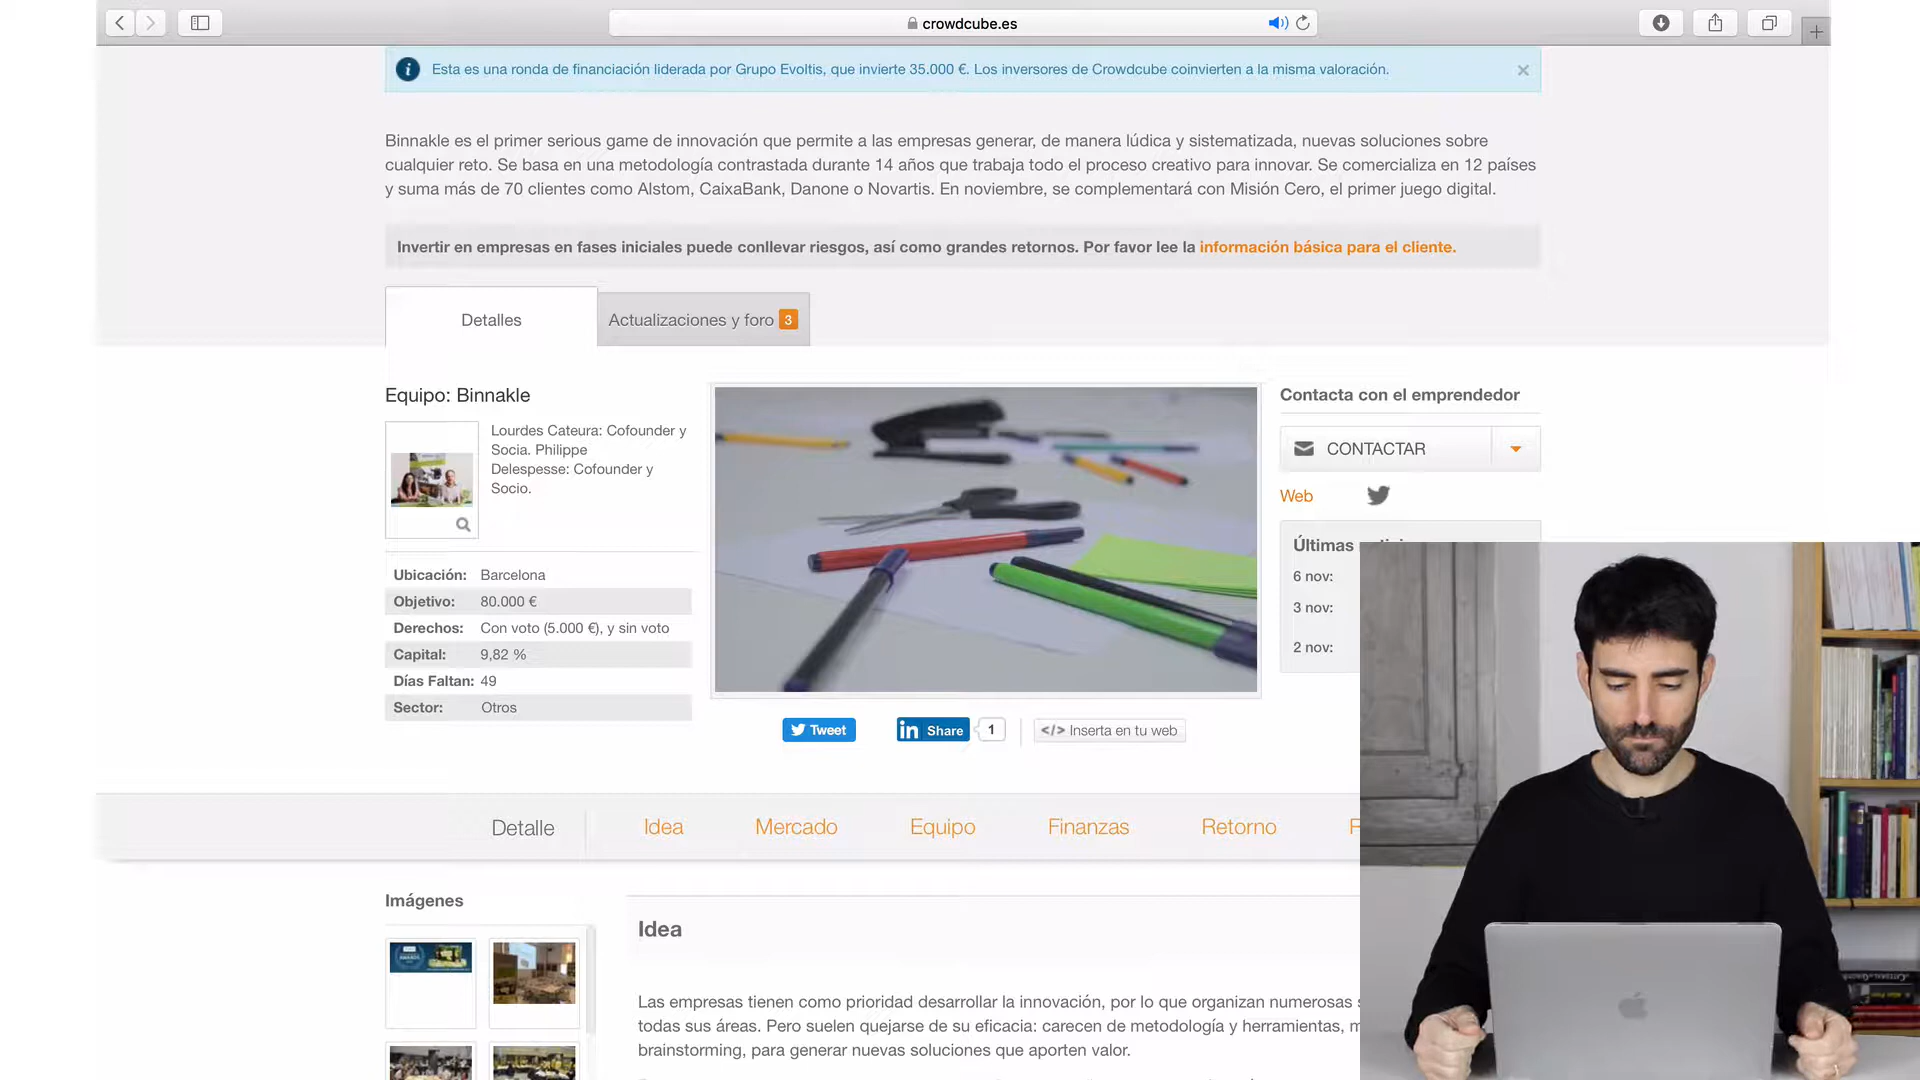 crowdcube.es
Esta es una ronda de financiación liderada por Grupo Evoltis, que invierte 35.000 €. Los inversores de Crowdcube coinvierten a la misma valoración.
Binnakle es el primer serious game de innovación que permite a las empresas generar, de manera lúdica y sistematizada, nuevas soluciones sobre
cualquier reto. Se basa en una metodología contrastada durante 14 años que trabaja todo el proceso creativo para innovar. Se comercializa en 12 países
y suma más de 70 clientes como Alstom, CaixaBank, Danone o Novartis. En noviembre, se complementará con Misión Cero, el primer juego digital.
Invertir en empresas en fases iniciales puede conllevar riesgos, así como grandes retornos. Por favor lee la información básica para el cliente.
Detalles
Actualizaciones y foro 3
Equipo: Binnakle
Lourdes Cateura: Cofounder y
Socia. Philippe
Delespesse: Cofounder y
Socio.
Ubicación: Barcelona
Objetivo: 80.000 €
Derechos: Con voto (5.000 €), y sin voto
Capital: 9,82 %
Días Faltan: 49
Sector: Otros
Tweet
in Share 1
</> Inserta en tu web
Contacta con el emprendedor
CONTACTAR
Web
Últimas
6 nov:
3 nov:
2 nov:
Detalle Idea Mercado Equipo Finanzas Retorno
Imágenes
Idea
Las empresas tienen como prioridad desarrollar la innovación, por lo que organizan numerosas
todas sus áreas. Pero suelen quejarse de su eficacia: carecen de metodología y herramientas,
brainstorming, para generar nuevas soluciones que aporten valor.